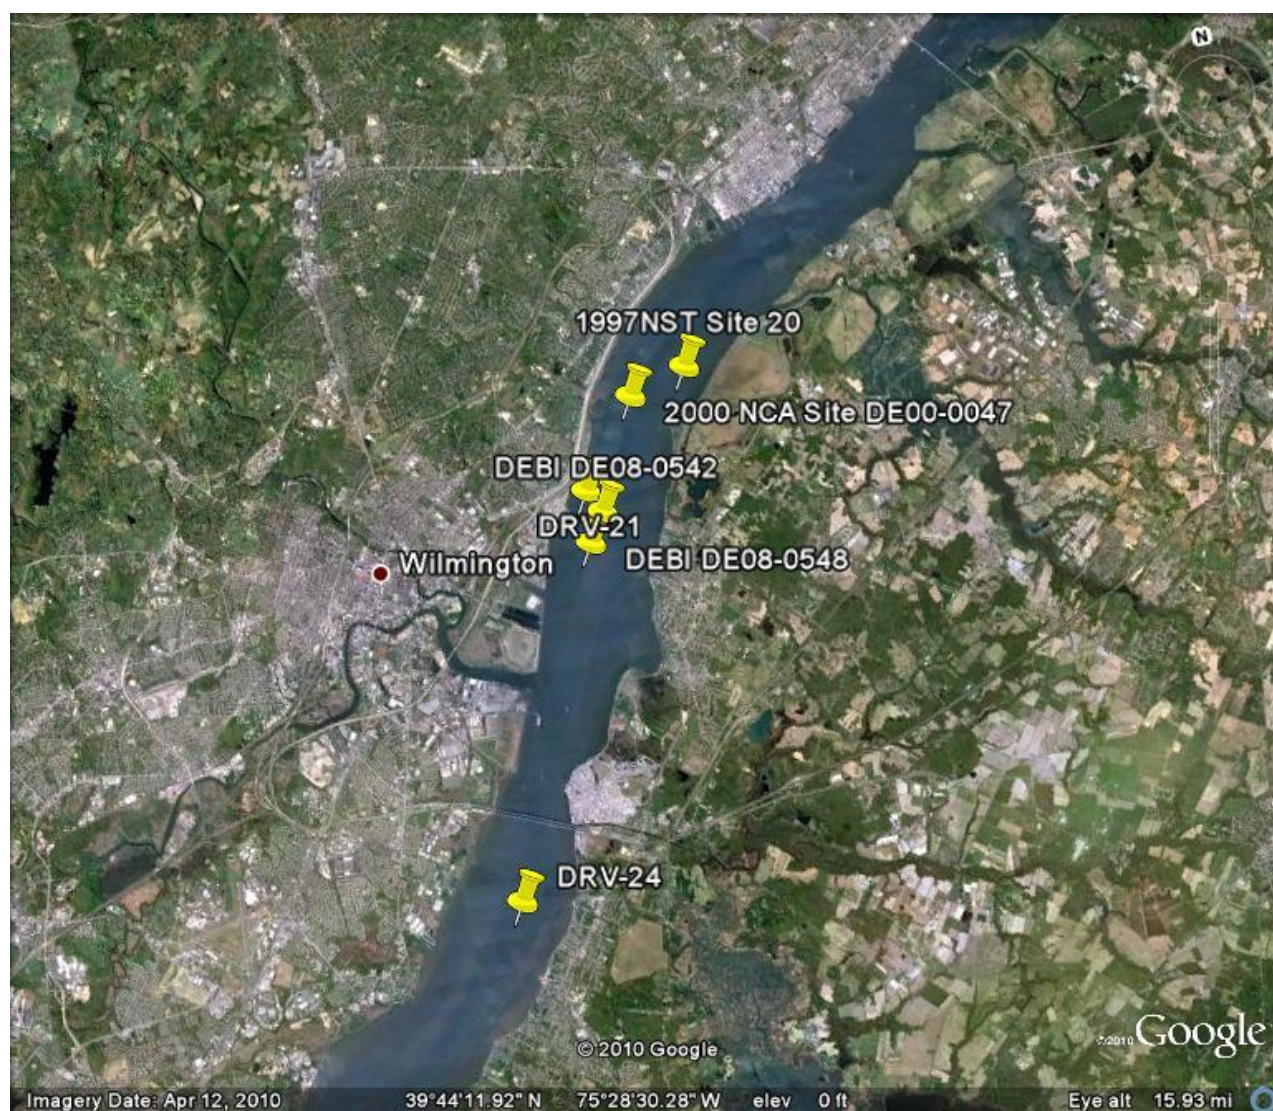 N
1997NST Site 20
2000 NCA Site DE00-0047
DEBI DE08-0542
DRV-21
DEBI DE08-0548
Wilmington
DRV-24
© 2010 Google
©2010 Google
Imagery Date: Apr 12, 2010 39°44'11.92" N 75°28'30.28" W elev 0 ft Eye alt 15.93 mi